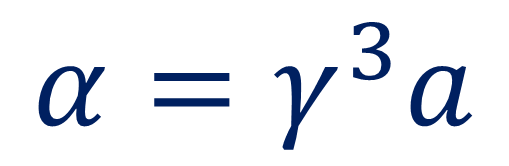 α = γ³a